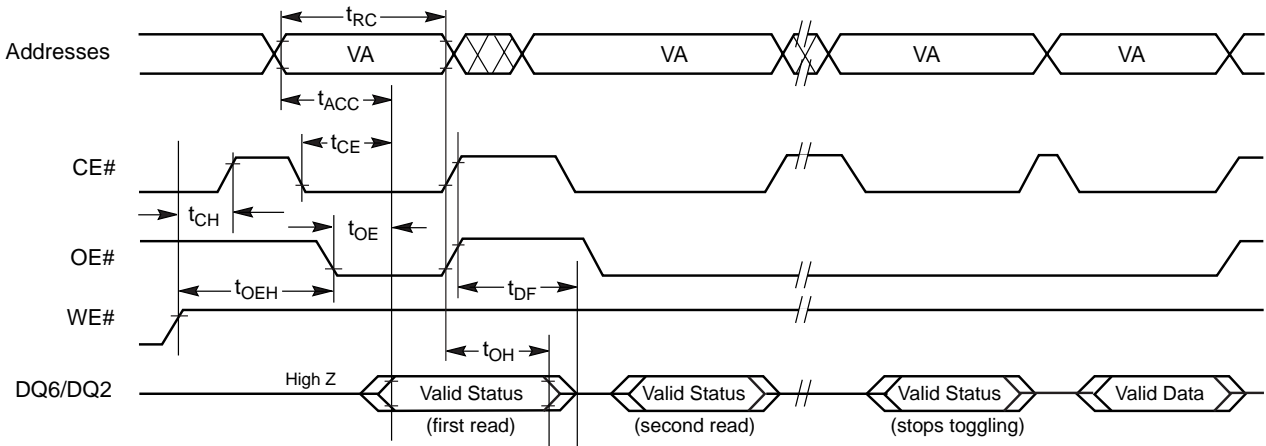 tRC
Addresses VA VA VA VA
tACC
tCE
CE#
tCH tOE
OE#
tOEH tDF
WE#
tOH
DQ6/DQ2 High Z Valid Status Valid Status Valid Status Valid Data
(first read) (second read) (stops toggling)